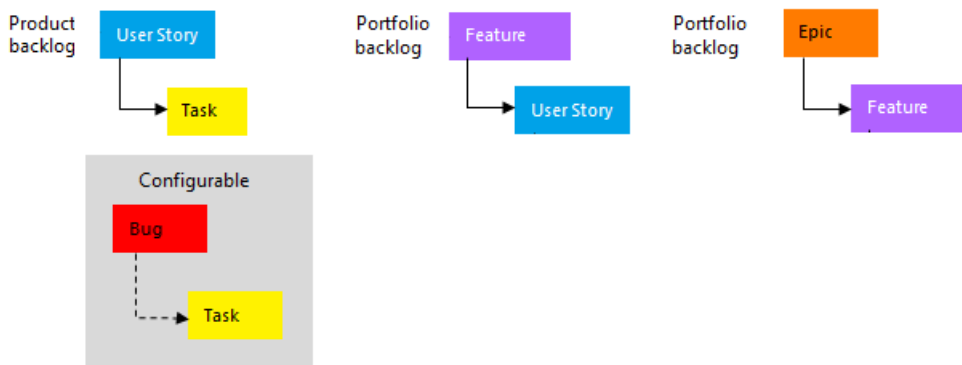 Product
backlog
User Story
Task
Portfolio
backlog
Feature
User Story
Portfolio
backlog
Epic
Feature
Configurable
Bug
Task